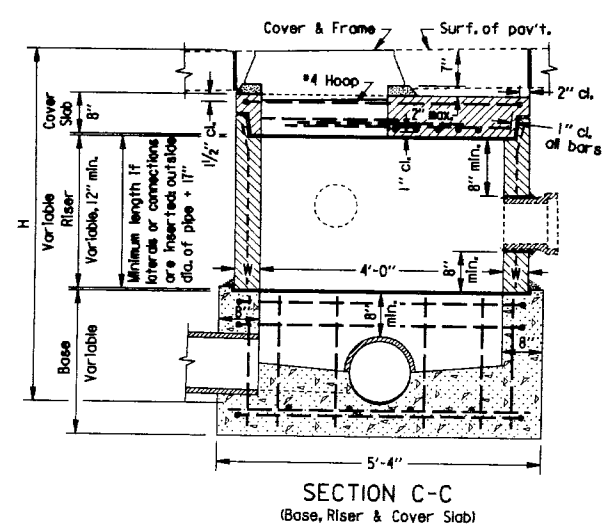 Cover & Frame
Surf. of pav't.
7"
#4 Hoop
2" cl.
Cover
Slab
8"
1 1/2" cl.
2" max.
1" cl.
1" cl.
all bars
H
Variable
Riser
Variable, 12" min.
Minimum length if
laterals or connections
are inserted: outside
dia. of pipe + 17"
8" min.
W
4'-0"
8"
min.
W
Base
Variable
8"
8"
min.
8"
5'-4"
SECTION C-C
(Base, Riser & Cover Slab)